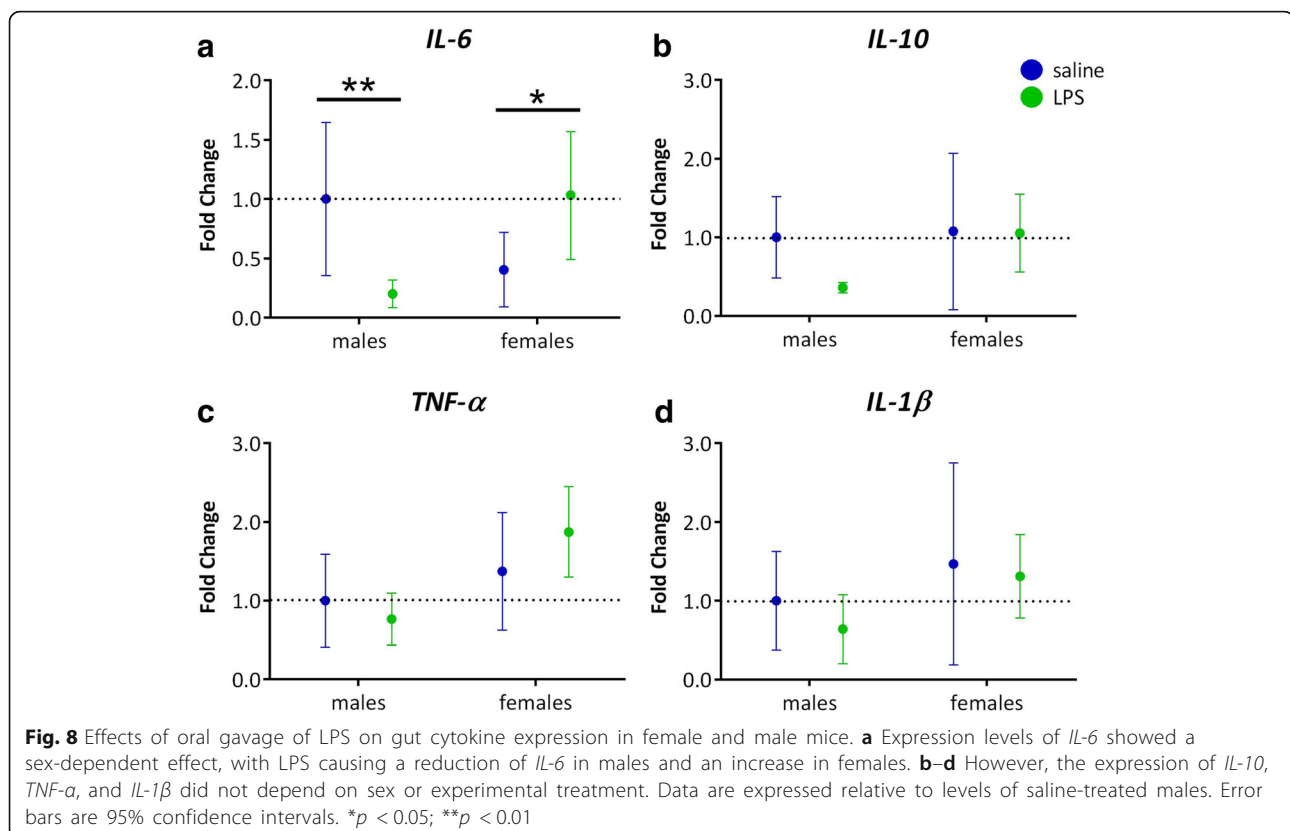 a
IL-6
2.0
1.5
1.0
0.5
0.0
Fold Change
**
*
males females
b
IL-10
saline
LPS
3.0
2.0
1.0
0.0
Fold Change
males females
c
TNF-α
3.0
2.0
1.0
0.0
Fold Change
males females
d
IL-1β
3.0
2.0
1.0
0.0
Fold Change
males females
Fig. 8 Effects of oral gavage of LPS on gut cytokine expression in female and male mice. a Expression levels of IL-6 showed a
sex-dependent effect, with LPS causing a reduction of IL-6 in males and an increase in females. b–d However, the expression of IL-10,
TNF-α, and IL-1β did not depend on sex or experimental treatment. Data are expressed relative to levels of saline-treated males. Error
bars are 95% confidence intervals. *p < 0.05; **p < 0.01